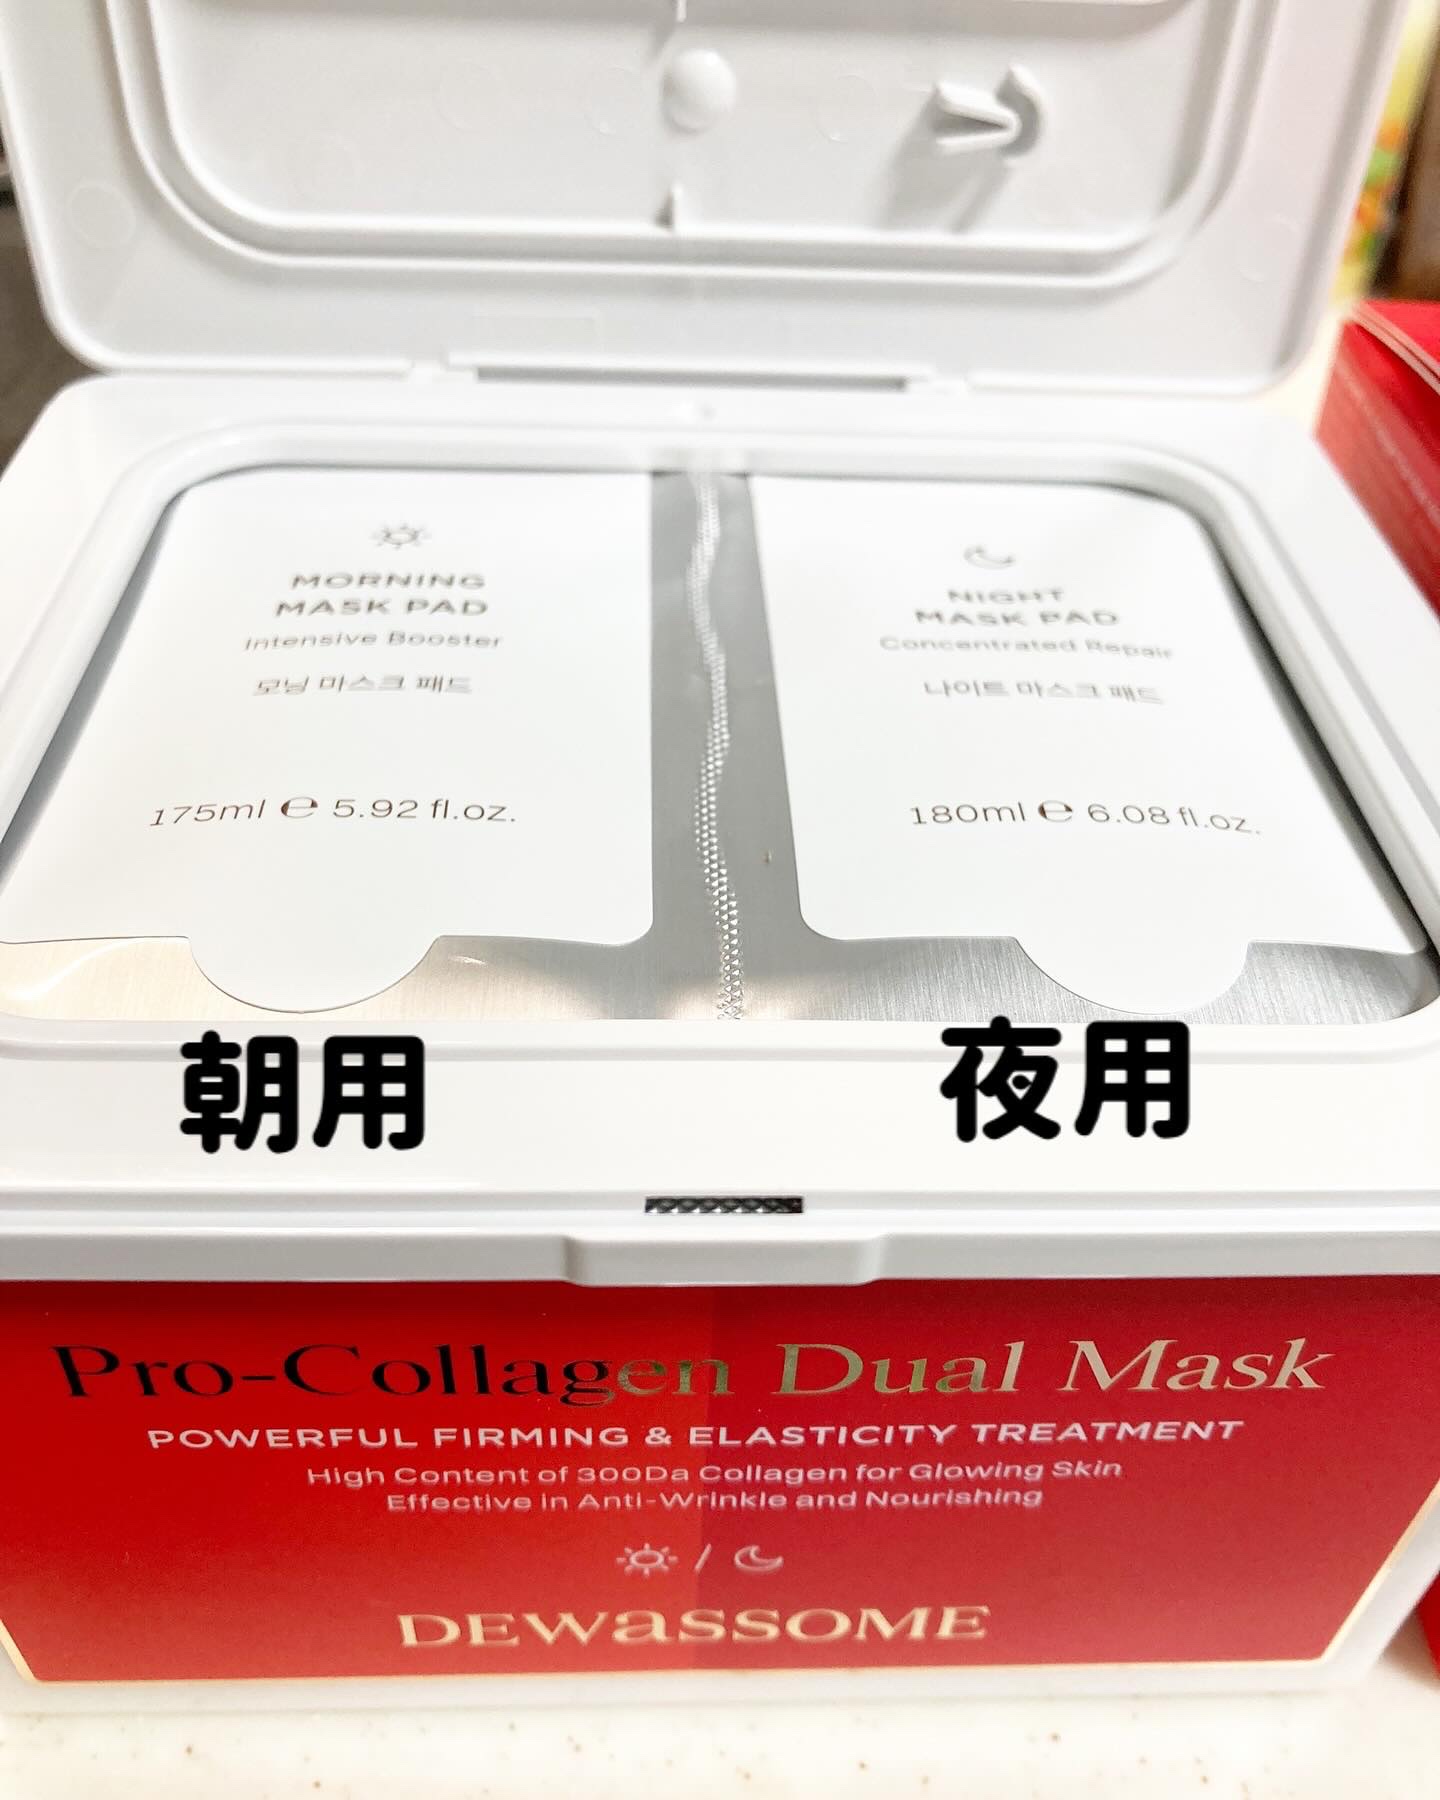 MORNING
MASK PAD
Intensive Booster
모닝 마스크 패드
175ml ℮ 5.92 fl.oz.
NIGHT
MASK PAD
Concentrated Repair
나이트 마스크 패드
180ml ℮ 6.08 fl.oz.
朝用
夜用
Pro-Collagen Dual Mask
POWERFUL FIRMING & ELASTICITY TREATMENT
High Content of 300Da Collagen for Glowing Skin
Effective in Anti-Wrinkle and Nourishing
/
DEWaSSOME